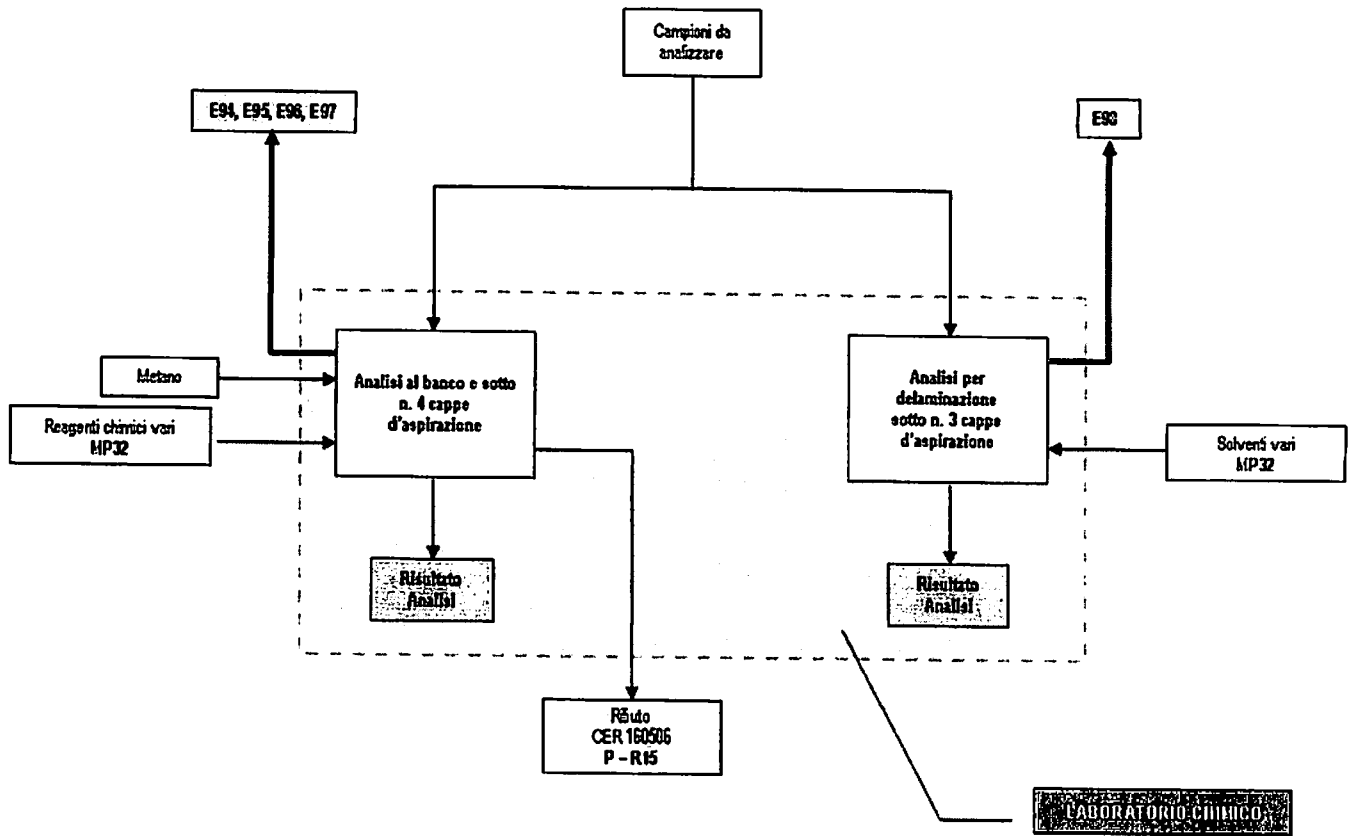 Campioni da
analizzare
E94, E95, E96, E97
E98
Metano
Analisi al banco e sotto
n. 4 cappe
d'aspirazione
Analisi per
delaminazione
sotto n. 3 cappe
d'aspirazione
Reagenti chimici vari
MP32
Solventi vari
MP32
Risultato
Analisi
Risultato
Analisi
Rifiuto
CER 160506
P – R15
LABORATORIO CHIMICO